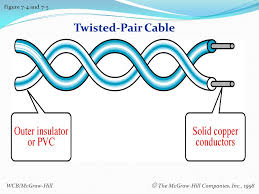 Figure 7-4 and 7-5
Twisted-Pair Cable
Outer insulator
or PVC
Solid copper
conductors
WCB/McGraw-Hill
© The McGraw-Hill Companies, Inc., 1998